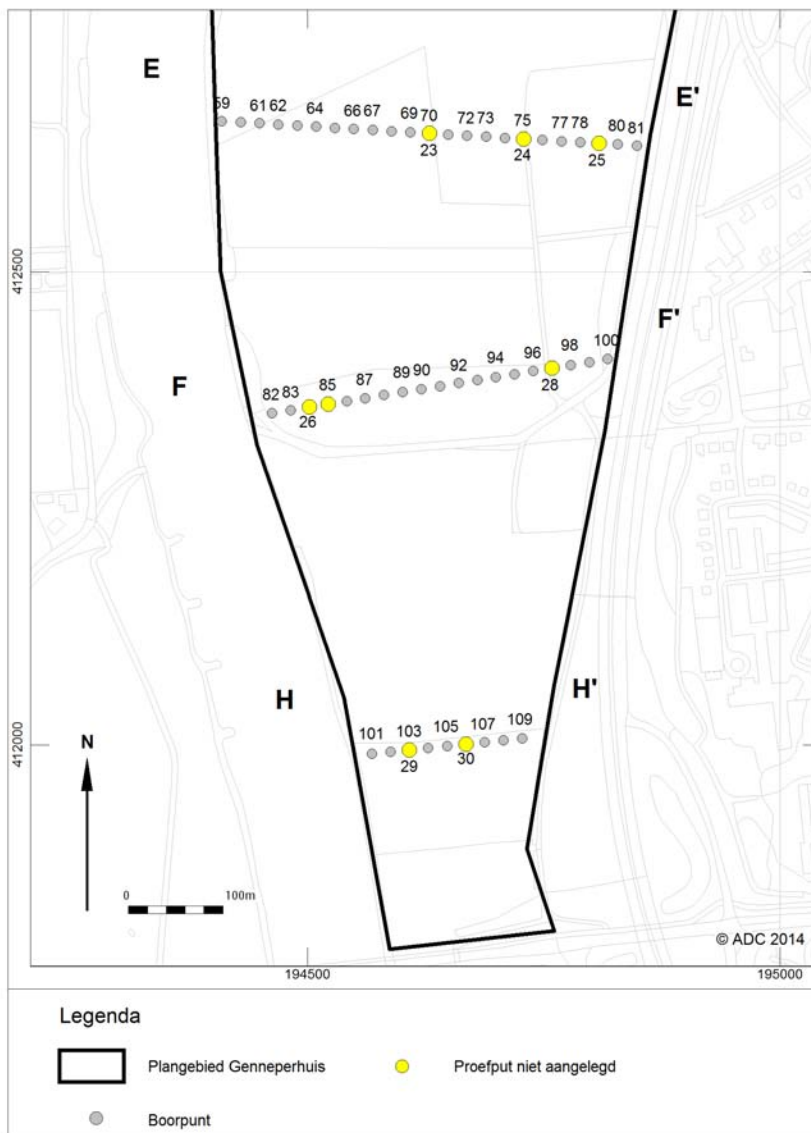 E
E'
59 61 62 64 66 67 69 70 72 73 75 77 78 80 81
23 24 25
412500
F'
F
82 83 85 87 89 90 92 94 96 98 100
26 28
H
H'
101 103 105 107 109
29 30
412000
N
0 100m
© ADC 2014
194500 195000
Legenda
Plangebied Genneperhuis
Proefput niet aangelegd
Boorpunt